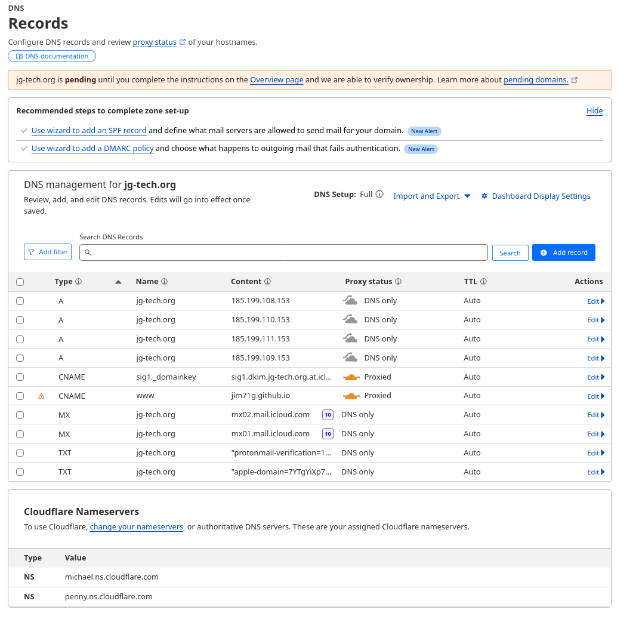 DNS
Records
Configure DNS records and review proxy status of your hostnames.
DNS documentation
jg-tech.org is pending until you complete the instructions on the Overview page and we are able to verify ownership. Learn more about pending domains.
Recommended steps to complete zone set-up
Hide
Use wizard to add an SPF record and define what mail servers are allowed to send mail for your domain. New Alert
Use wizard to add a DMARC policy and choose what happens to outgoing mail that fails authentication. New Alert
DNS management for jg-tech.org
Review, add, and edit DNS records. Edits will go into effect once
saved.
DNS Setup: Full
Import and Export
Dashboard Display Settings
Search DNS Records
Add filter
Search
Add record
Type Name Content Proxy status TTL Actions
A jg-tech.org 185.199.108.153 DNS only Auto Edit
A jg-tech.org 185.199.110.153 DNS only Auto Edit
A jg-tech.org 185.199.111.153 DNS only Auto Edit
A jg-tech.org 185.199.109.153 DNS only Auto Edit
CNAME sig1._domainkey sig1.dkim.jg-tech.org.at.icl... Proxied Auto Edit
CNAME www jim71g.github.io Proxied Auto Edit
MX jg-tech.org mx02.mail.icloud.com 10 DNS only Auto Edit
MX jg-tech.org mx01.mail.icloud.com 10 DNS only Auto Edit
TXT jg-tech.org "protonmail-verification=1... DNS only Auto Edit
TXT jg-tech.org "apple-domain=7YTgYiXp7... DNS only Auto Edit
Cloudflare Nameservers
To use Cloudflare, change your nameservers, or authoritative DNS servers. These are your assigned Cloudflare nameservers.
Type Value
NS michael.ns.cloudflare.com
NS penny.ns.cloudflare.com